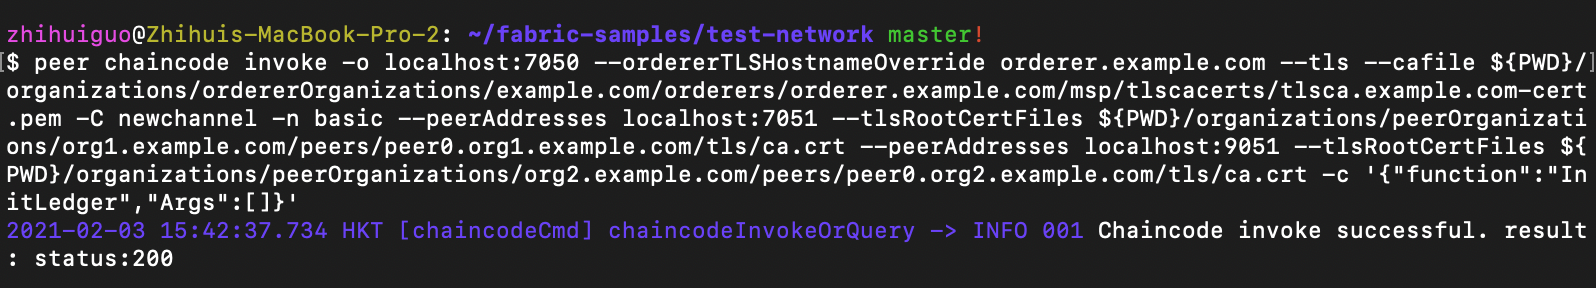 zhihuiguo@Zhihuis-MacBook-Pro-2: ~/fabric-samples/test-network master!
[$ peer chaincode invoke -o localhost:7050 --ordererTLSHostnameOverride orderer.example.com --tls --cafile ${PWD}/]
organizations/ordererOrganizations/example.com/orderers/orderer.example.com/msp/tlscacerts/tlsca.example.com-cert
.pem -C newchannel -n basic --peerAddresses localhost:7051 --tlsRootCertFiles ${PWD}/organizations/peerOrganizati
ons/org1.example.com/peers/peer0.org1.example.com/tls/ca.crt --peerAddresses localhost:9051 --tlsRootCertFiles ${
PWD}/organizations/peerOrganizations/org2.example.com/peers/peer0.org2.example.com/tls/ca.crt -c '{"function":"In
itLedger","Args":[]}'
2021-02-03 15:42:37.734 HKT [chaincodeCmd] chaincodeInvokeOrQuery -> INFO 001 Chaincode invoke successful. result
: status:200